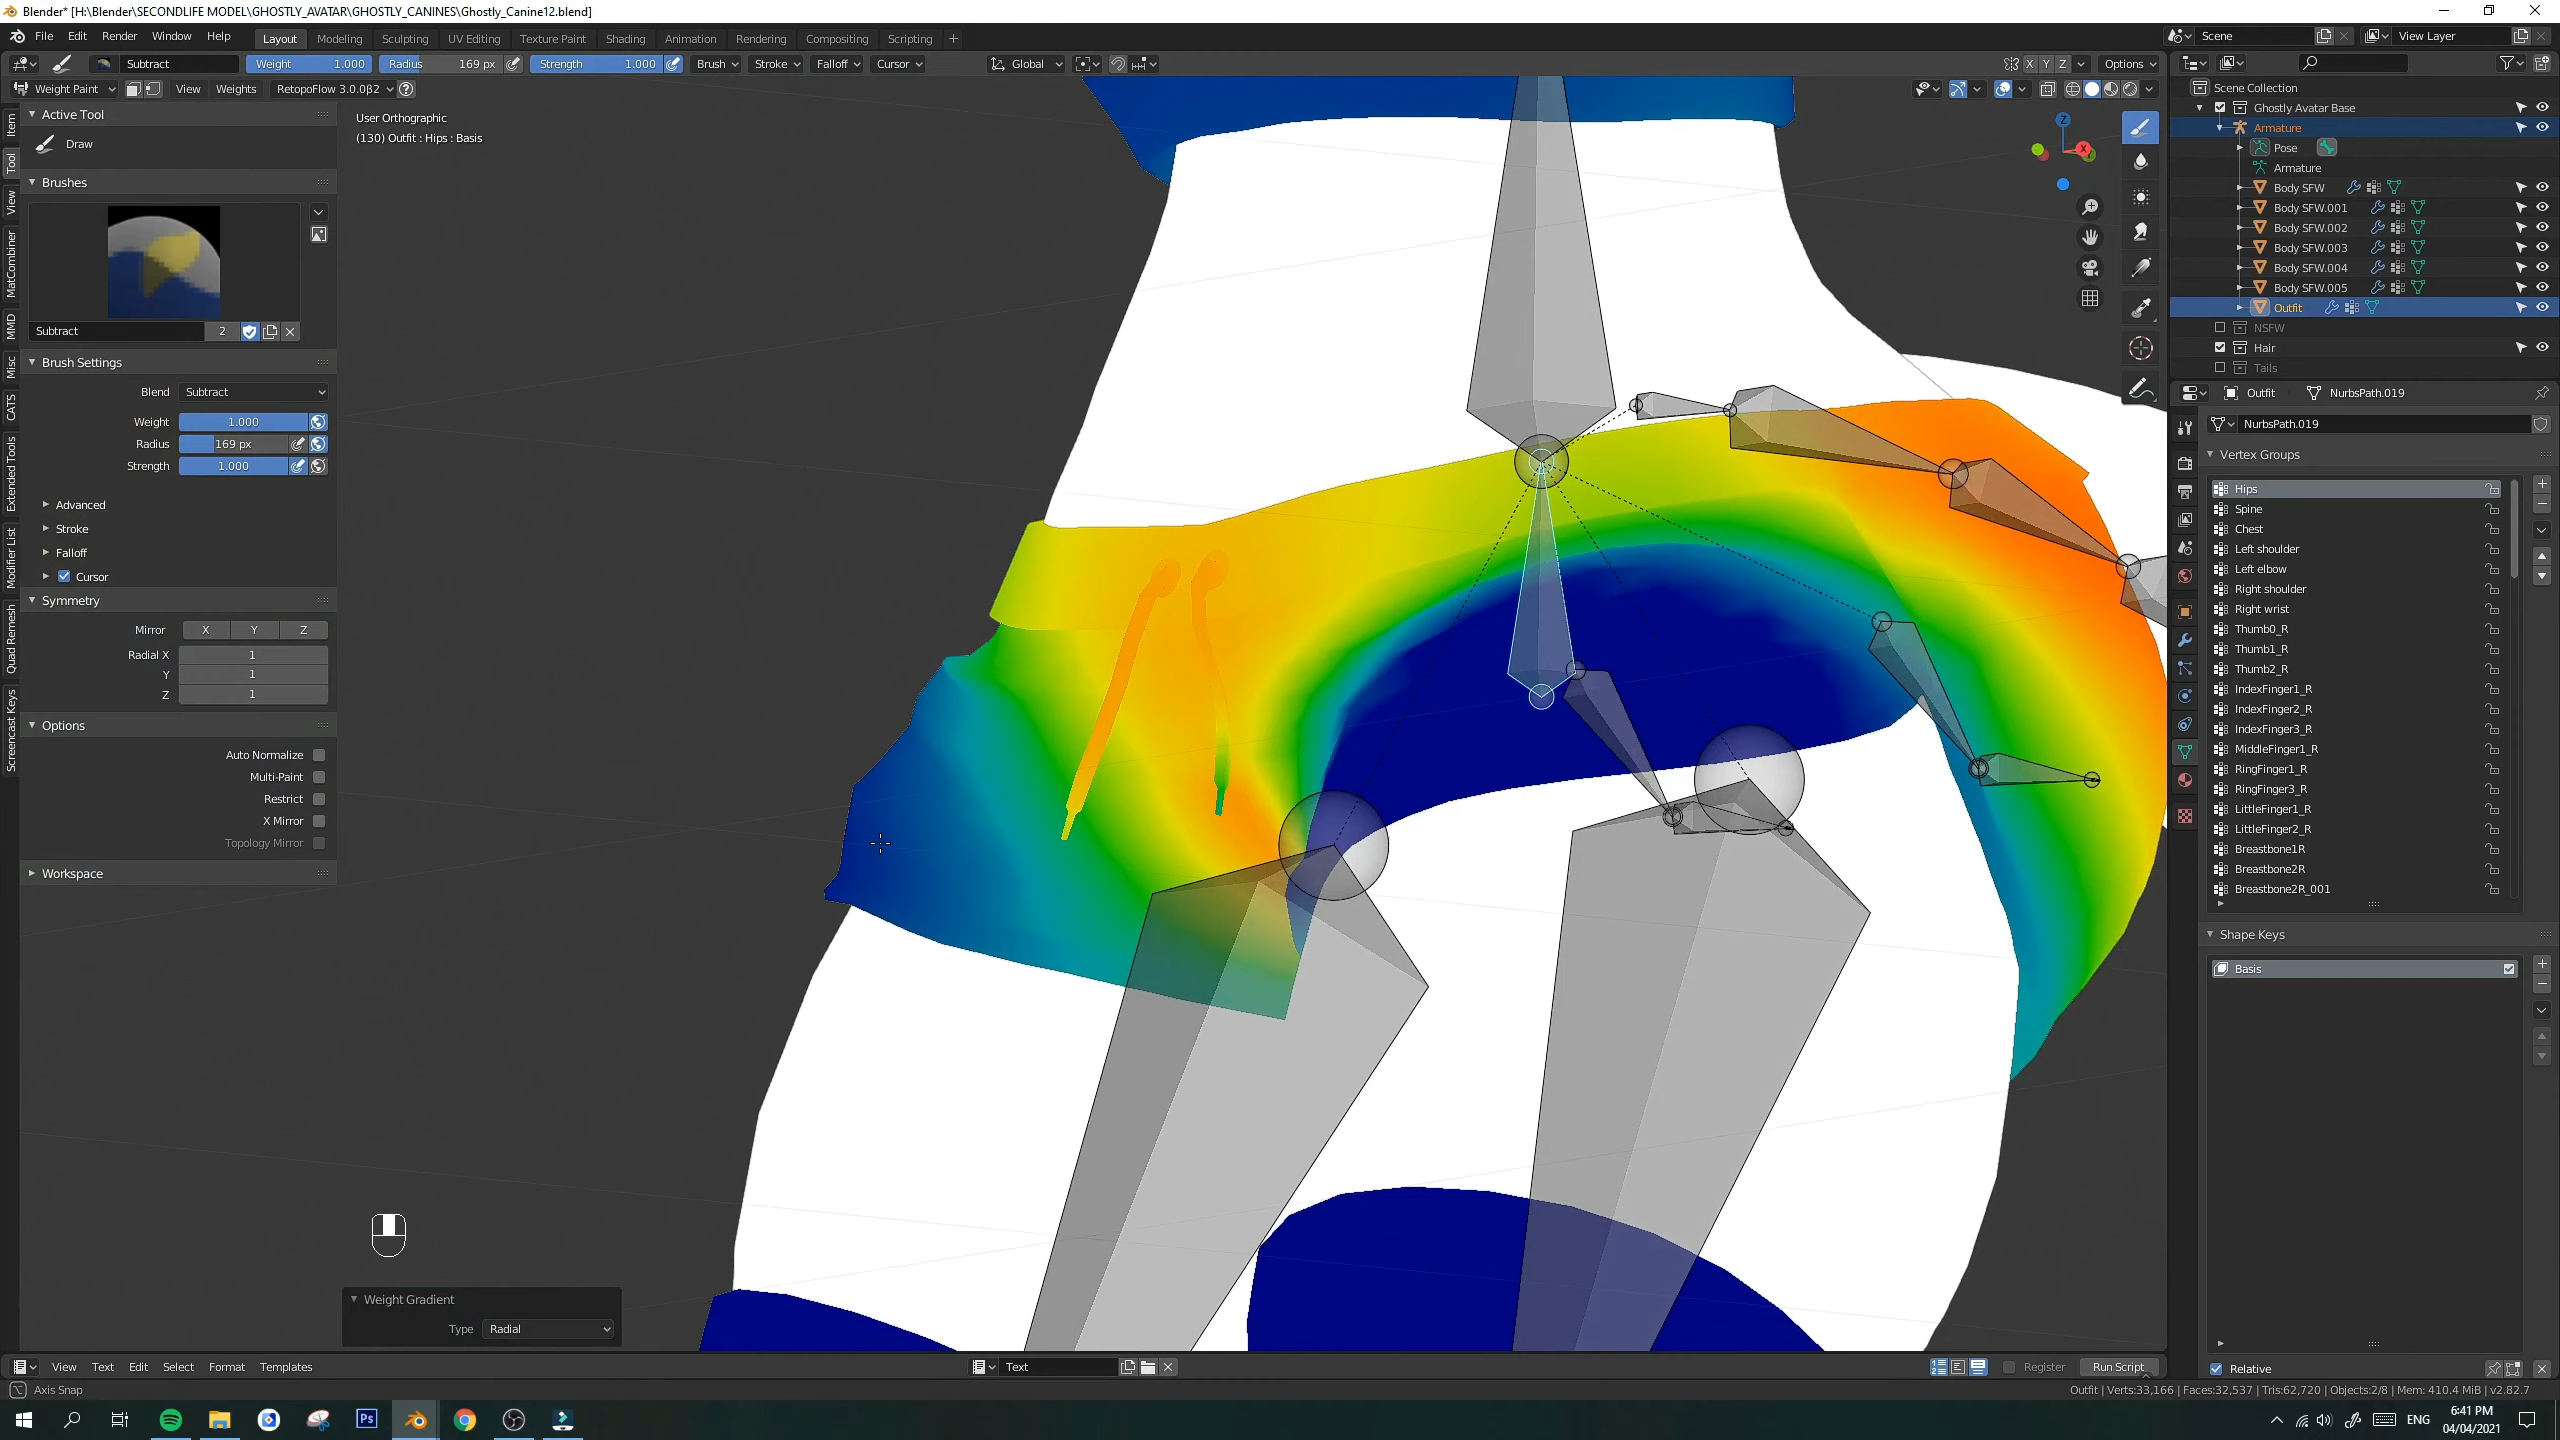 Blender* [H:\Blender\SECONDLIFE MODEL\GHOSTLY_AVATAR\GHOSTLY_CANINES\Ghostly_Canine12.blend]
File Edit Render Window Help
Layout Modeling Sculpting UV Editing Texture Paint Shading Animation Rendering Compositing Scripting +
Scene
View Layer
Subtract
Weight 1.000
Radius 169 px
Strength 1.000
Brush Stroke Falloff Cursor
Global
X Y Z
Options
Weight Paint
View Weights RetopoFlow 3.0.0β2
Item
Tool
View
MatCombiner
MMD
Misc
CATS
Extended Tools
Modifier List
Quad Remesh
Screencast Keys
Active Tool
Draw
Brushes
Subtract 2
Brush Settings
Blend Subtract
Weight 1.000
Radius 169 px
Strength 1.000
Advanced
Stroke
Falloff
Cursor
Symmetry
Mirror X Y Z
Radial X 1
Y 1
Z 1
Options
Auto Normalize
Multi-Paint
Restrict
X Mirror
Topology Mirror
Workspace
User Orthographic
(130) Outfit : Hips : Basis
Z
X
Weight Gradient
Type Radial
Scene Collection
Ghostly Avatar Base
Armature
Pose
Armature
Body SFW
Body SFW.001
Body SFW.002
Body SFW.003
Body SFW.004
Body SFW.005
Outfit
NSFW
Hair
Tails
Outfit NurbsPath.019
NurbsPath.019
Vertex Groups
Hips
Spine
Chest
Left shoulder
Left elbow
Right shoulder
Right wrist
Thumb0_R
Thumb1_R
Thumb2_R
IndexFinger1_R
IndexFinger2_R
IndexFinger3_R
MiddleFinger1_R
RingFinger1_R
RingFinger3_R
LittleFinger1_R
LittleFinger2_R
Breastbone1R
Breastbone2R
Breastbone2R_001
Shape Keys
Basis
Relative
View Text Edit Select Format Templates
Text
Register Run Script
Axis Snap
Outfit | Verts:33,166 | Faces:32,537 | Tris:62,720 | Objects:2/8 | Mem: 410.4 MiB | v2.82.7
Ps
ENG
6:41 PM
04/04/2021